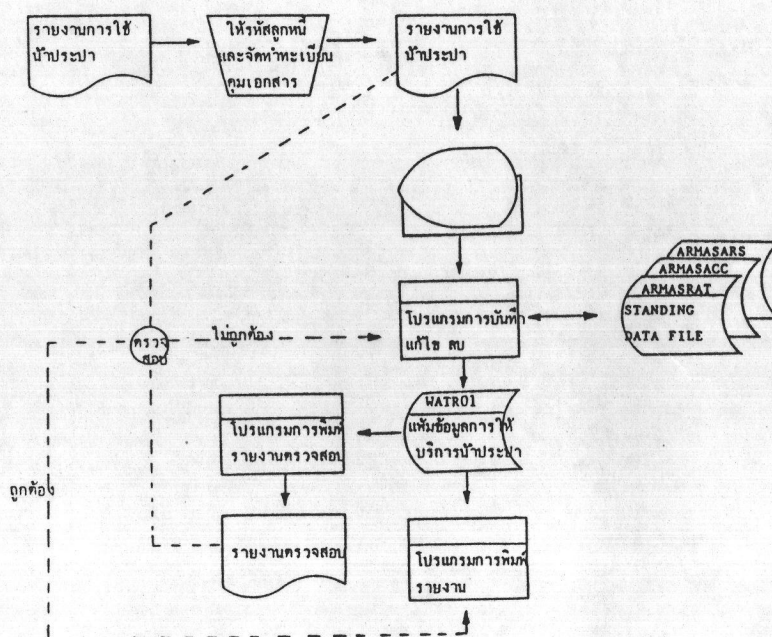 รายงานการใช้
น้ำประปา
ให้รหัสลูกหนี้
และจัดทำทะเบียน
คุมเอกสาร
รายงานการใช้
น้ำประปา
ARMASARS
ARMASACC
ARMASRAT
STANDING
DATA FILE
โปรแกรมการบันทึก
แก้ไข ลบ
ตรวจ
สอบ
ไม่ถูกต้อง
WATR01
แฟ้มข้อมูลการให้
บริการน้ำประปา
โปรแกรมการพิมพ์
รายงานตรวจสอบ
ถูกต้อง
รายงานตรวจสอบ
โปรแกรมการพิมพ์
รายงาน